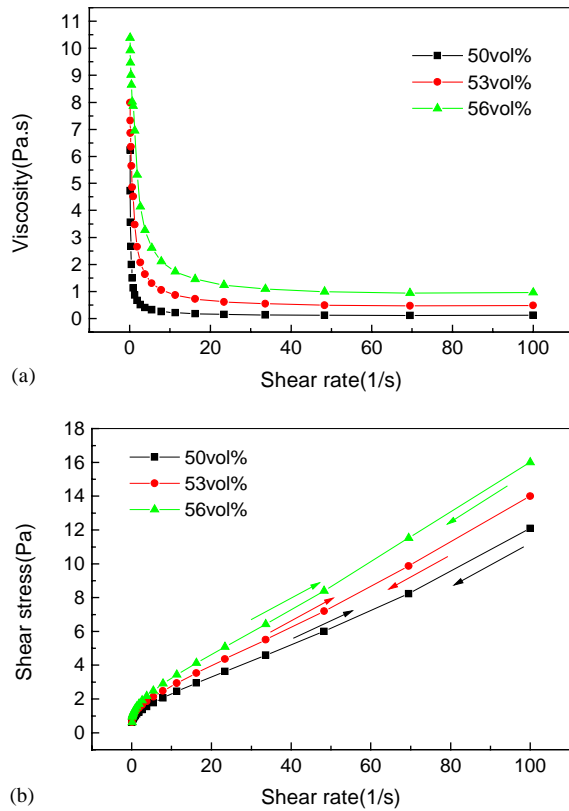 11
10
9
8
7
6
5
4
3
2
1
0
Viscosity(Pa.s)
50vol%
53vol%
56vol%
0 20 40 60 80 100
Shear rate(1/s)
(a)
18
16
14
12
10
8
6
4
2
0
Shear stress(Pa)
50vol%
53vol%
56vol%
0 20 40 60 80 100
Shear rate(1/s)
(b)